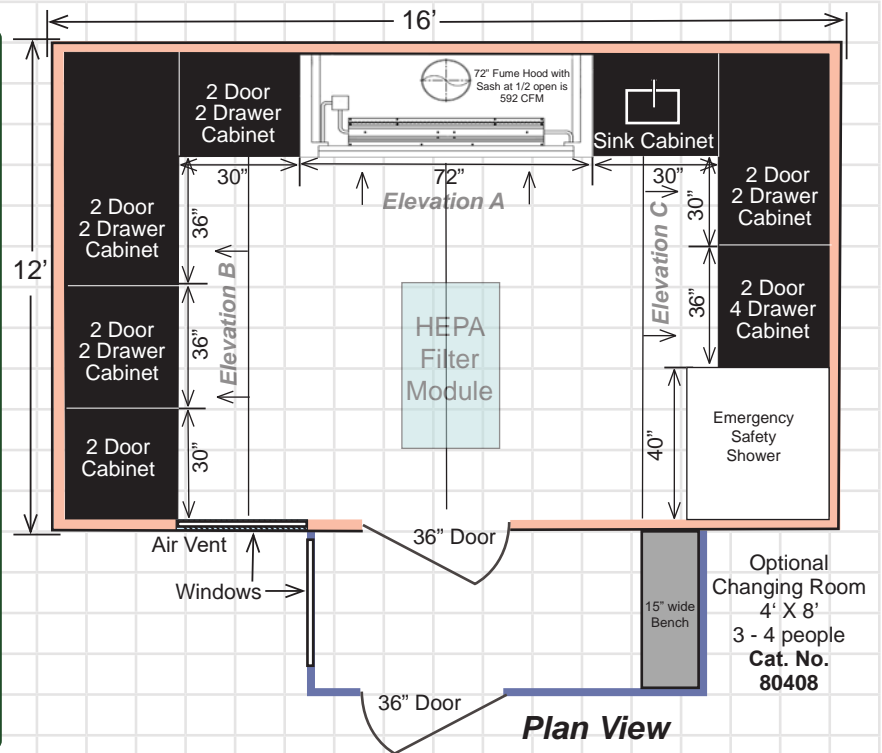 16'
72" Fume Hood with
Sash at 1/2 open is
592 CFM
2 Door
2 Drawer
Cabinet
Sink Cabinet
30"
72"
30"
Elevation A
2 Door
2 Drawer
Cabinet
36"
Elevation B
Elevation C
30"
2 Door
2 Drawer
Cabinet
12'
2 Door
2 Drawer
Cabinet
36"
HEPA
Filter
Module
36"
2 Door
4 Drawer
Cabinet
2 Door
Cabinet
30"
40"
Emergency
Safety
Shower
Air Vent
36" Door
Windows
15" wide
Bench
Optional
Changing Room
4' X 8'
3 - 4 people
Cat. No.
80408
36" Door
Plan View